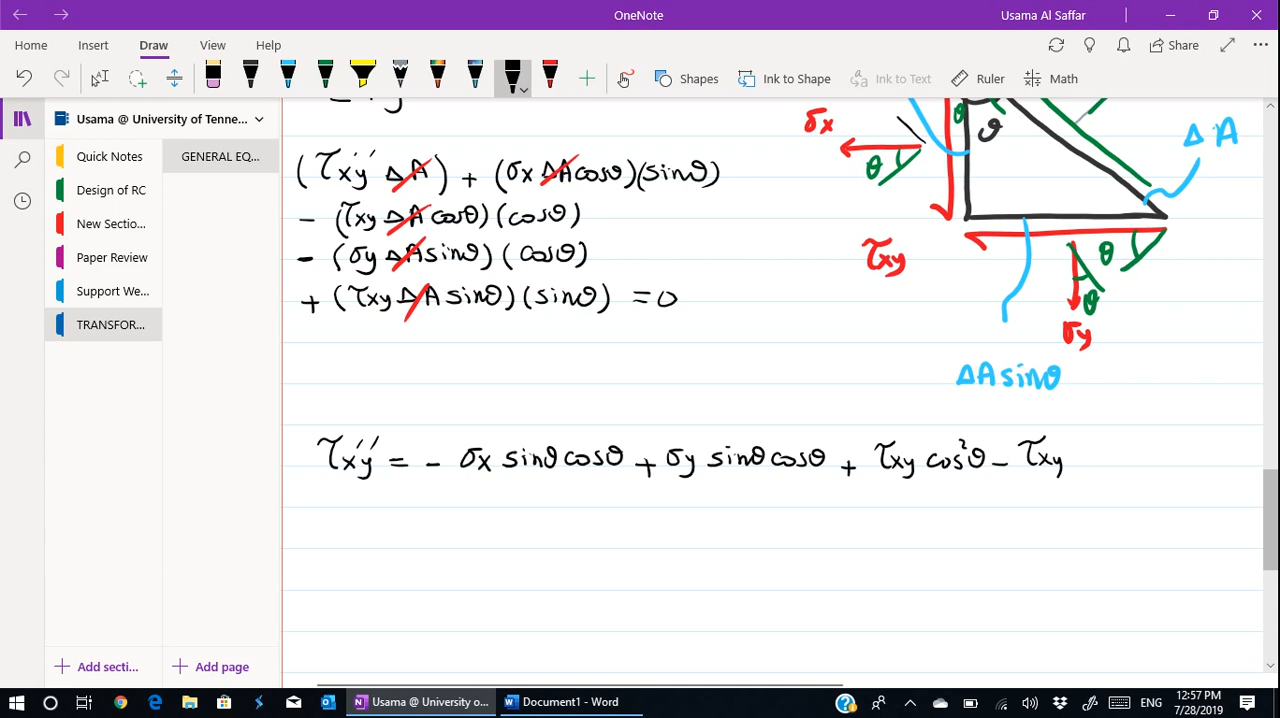 OneNote
Usama Al Saffar
Home Insert Draw View Help
Share
Shapes
Ink to Shape
Ink to Text
Ruler
Math
Usama @ University of Tenne...
Quick Notes
Design of RC
New Sectio...
Paper Review
Support We...
TRANSFOR...
GENERAL EQ...
(τx'y' ΔA) + (σx ΔA cosθ)(sinθ)
- (τxy ΔA cosθ)(cosθ)
- (σy ΔA sinθ)(cosθ)
+ (τxy ΔA sinθ)(sinθ) = 0
σx
θ
θ
θ
ΔA
τxy
θ
θ
σy
ΔA sinθ
τx'y' = - σx sinθ cosθ + σy sinθ cosθ + τxy cos²θ - τxy
Add secti...
Add page
Usama @ University o...
Document1 - Word
ENG
12:57 PM
7/28/2019